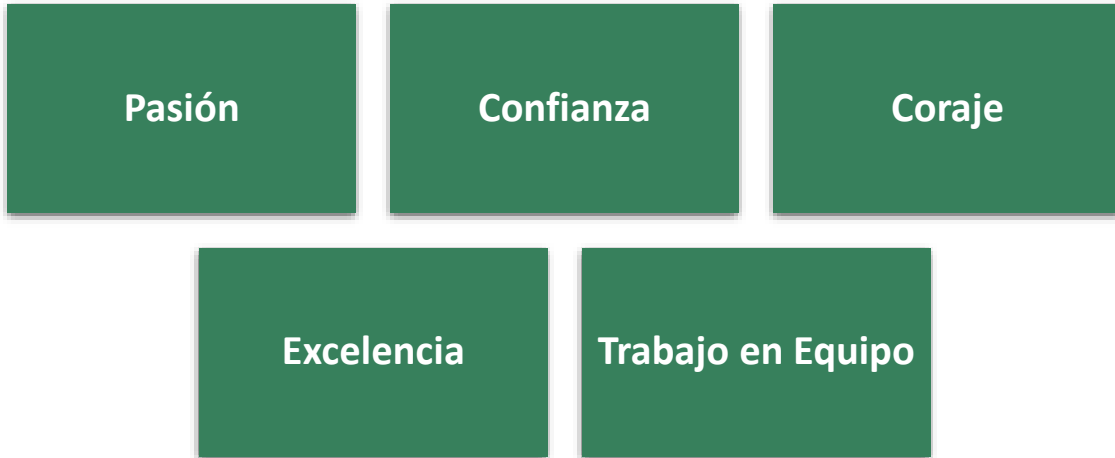 Pasión
Confianza
Coraje
Excelencia
Trabajo en Equipo